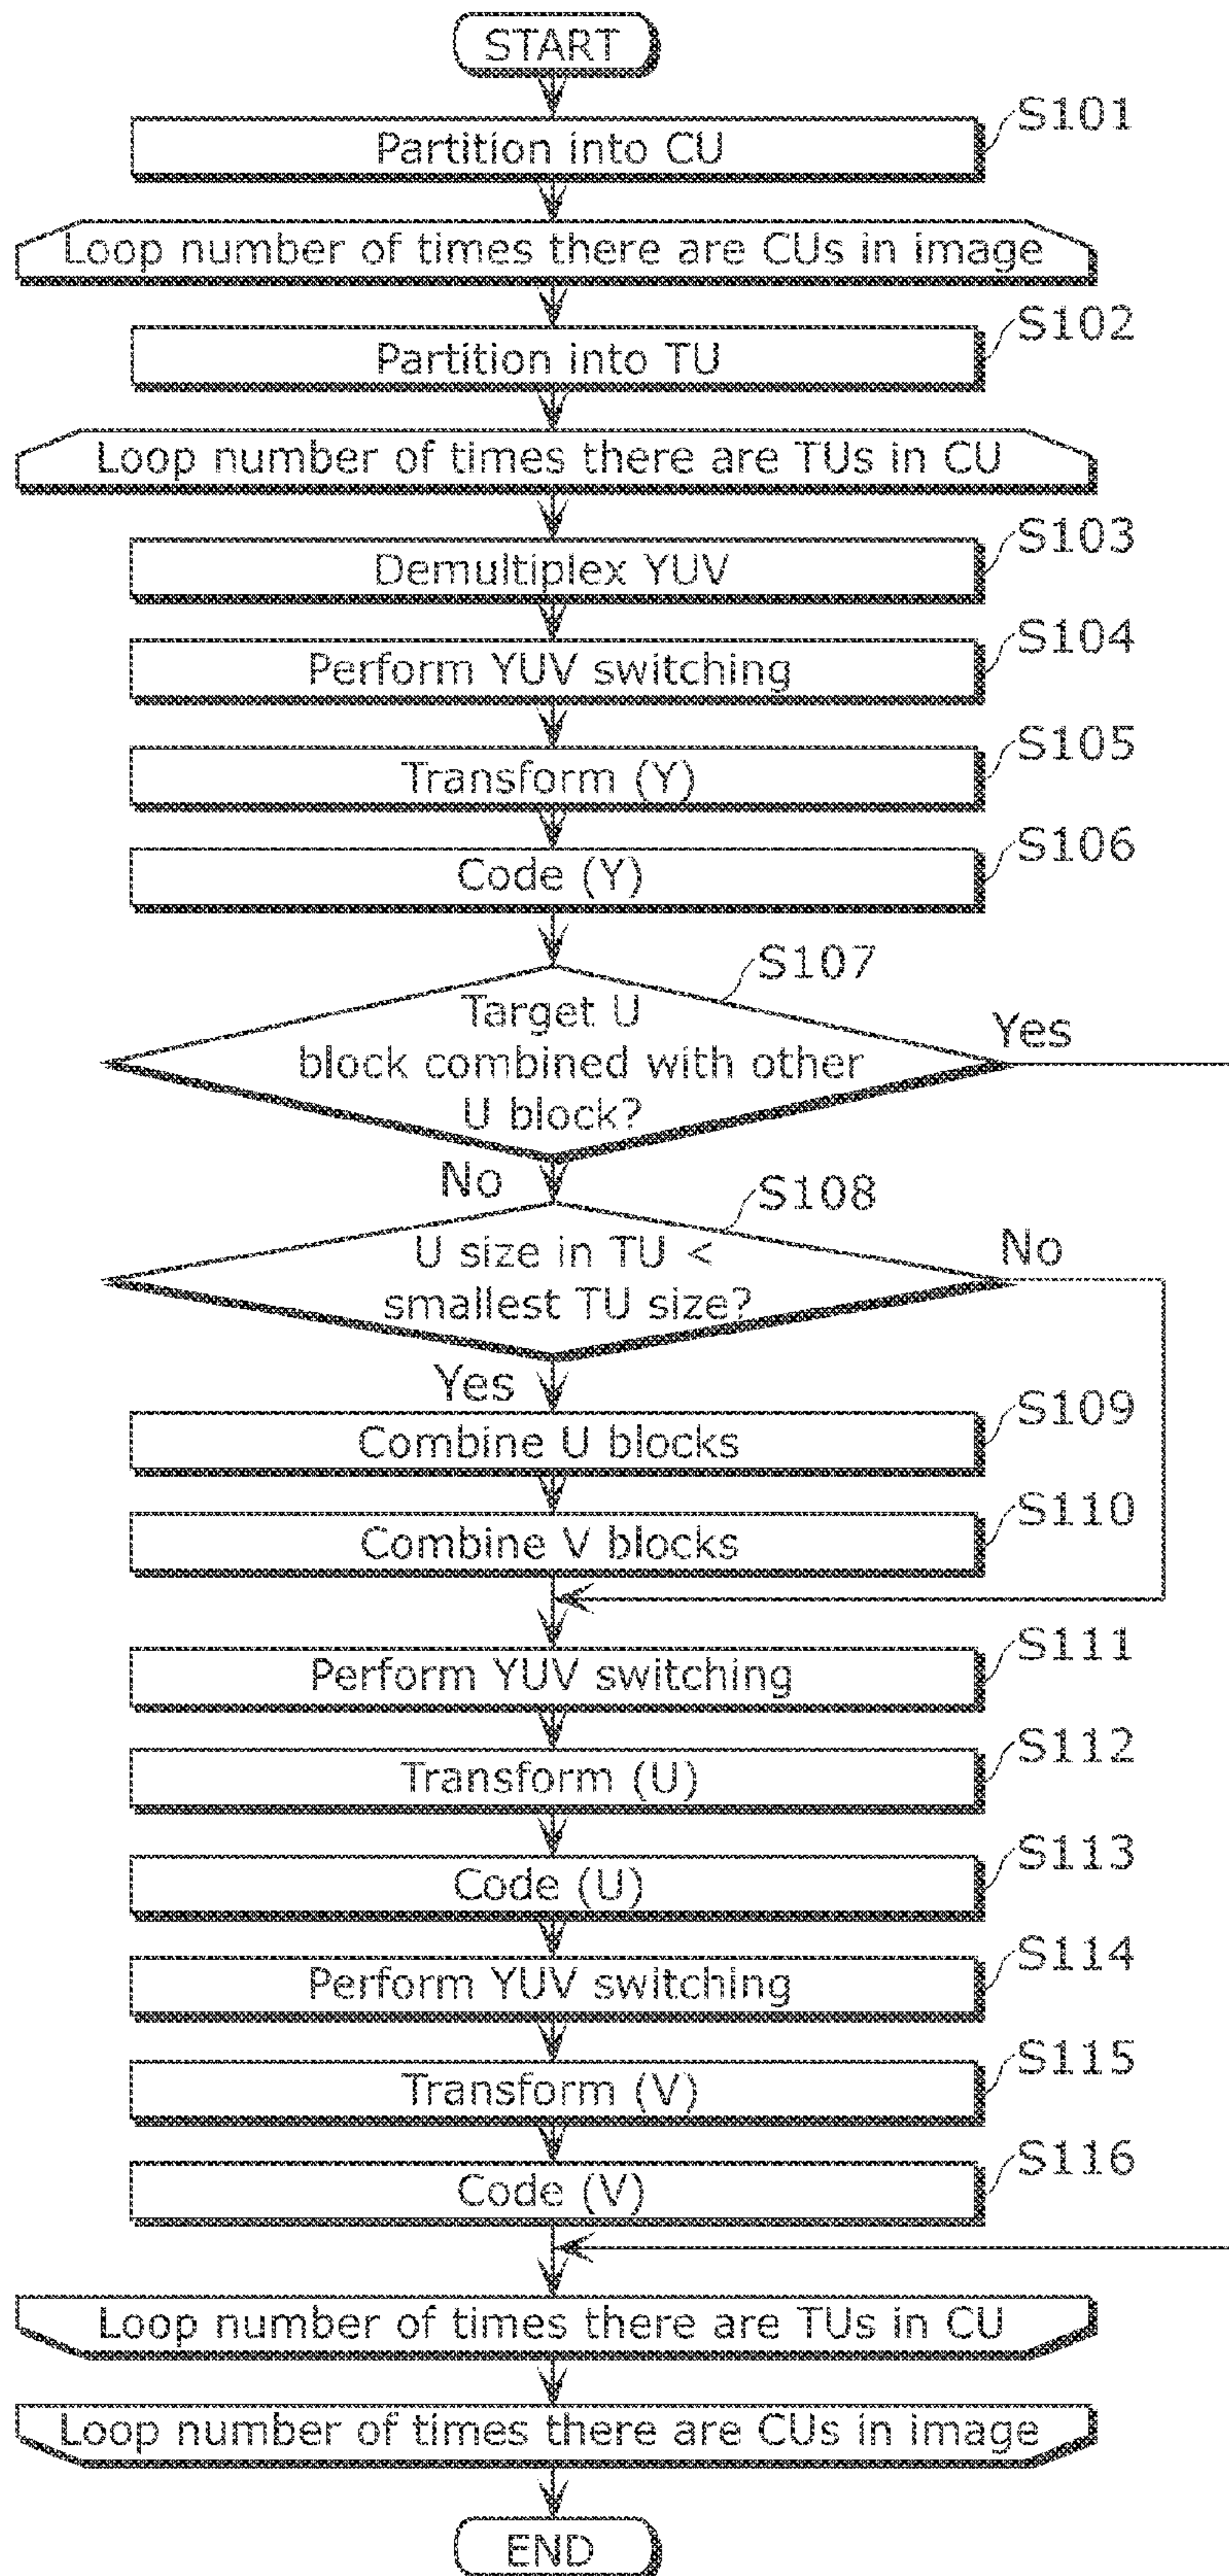 START
S101
Partition into CU
Loop number of times there are CUs in image
S102
Partition into TU
Loop number of times there are TUs in CU
S103
Demultiplex YUV
S104
Perform YUV switching
S105
Transform (Y)
S106
Code (Y)
S107
Target U
block combined with other
U block?
Yes
No
S108
U size in TU <
smallest TU size?
No
Yes
S109
Combine U blocks
S110
Combine V blocks
S111
Perform YUV switching
S112
Transform (U)
S113
Code (U)
S114
Perform YUV switching
S115
Transform (V)
S116
Code (V)
Loop number of times there are TUs in CU
Loop number of times there are CUs in image
END